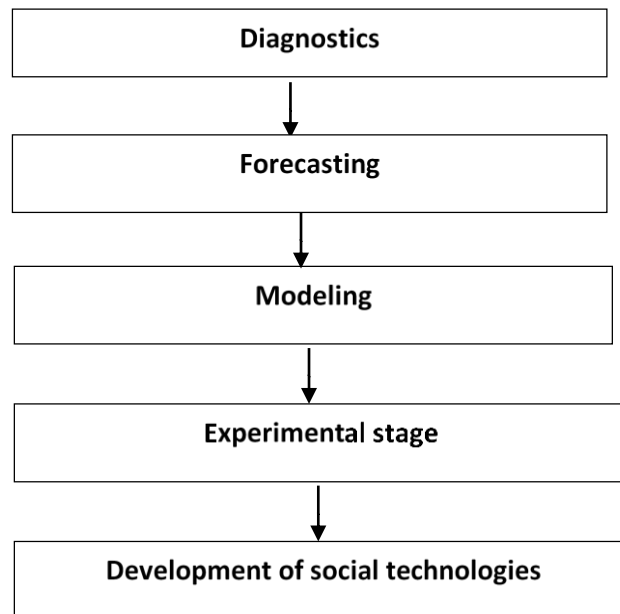 Diagnostics
Forecasting
Modeling
Experimental stage
Development of social technologies